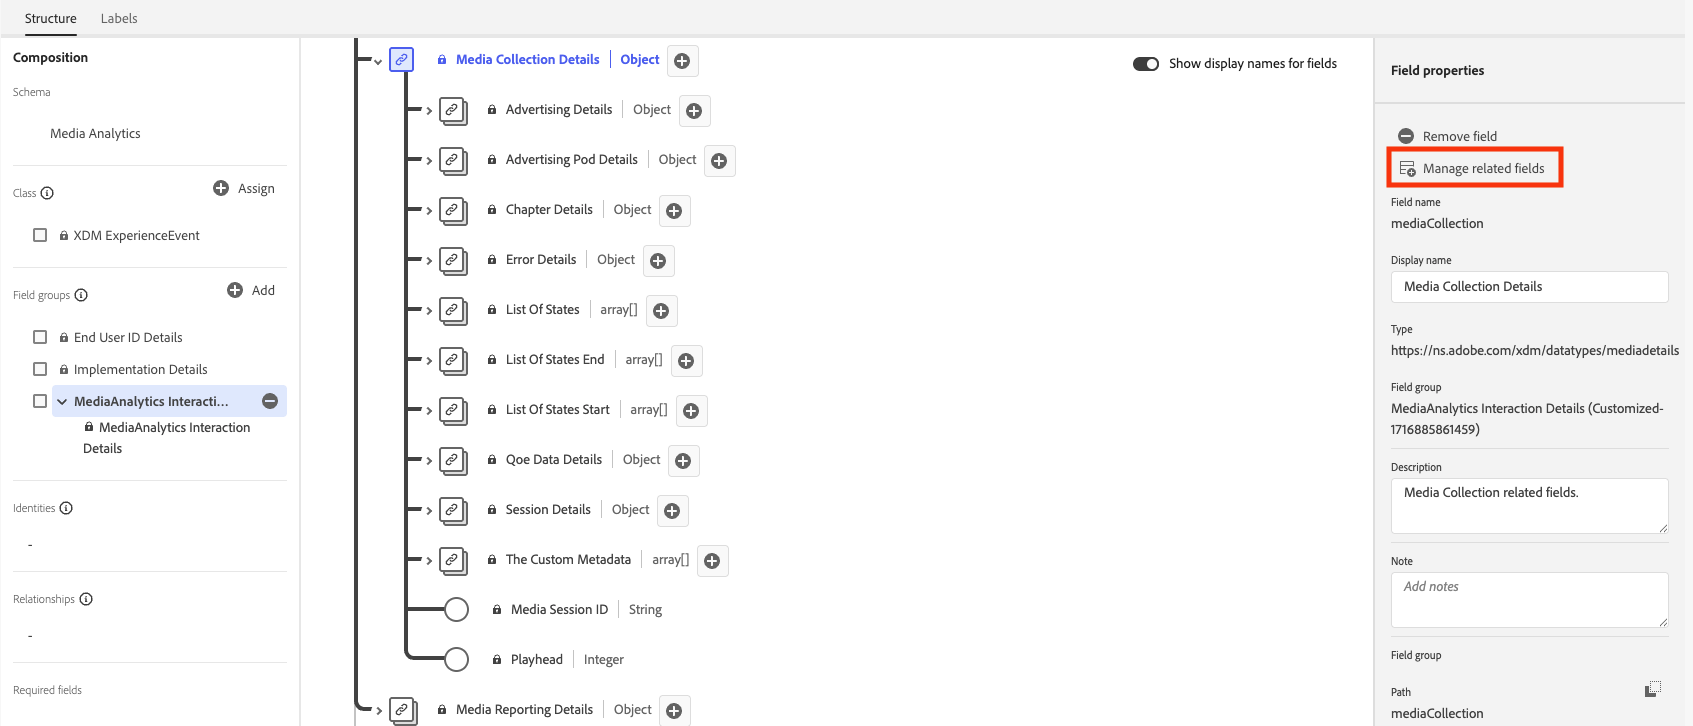 Structure
Labels
Composition
Schema
Media Analytics
Class
Assign
XDM ExperienceEvent
Field groups
Add
End User ID Details
Implementation Details
MediaAnalytics Interacti...
MediaAnalytics Interaction
Details
Identities
-
Relationships
-
Required fields
Media Collection Details | Object
Show display names for fields
Advertising Details | Object
Advertising Pod Details | Object
Chapter Details | Object
Error Details | Object
List Of States | array[]
List Of States End | array[]
List Of States Start | array[]
Qoe Data Details | Object
Session Details | Object
The Custom Metadata | array[]
Media Session ID | String
Playhead | Integer
Media Reporting Details | Object
Field properties
Remove field
Manage related fields
Field name
mediaCollection
Display name
Media Collection Details
Type
https://ns.adobe.com/xdm/datatypes/mediadetails
Field group
MediaAnalytics Interaction Details (Customized-
1716885861459)
Description
Media Collection related fields.
Note
Add notes
Field group
Path
mediaCollection